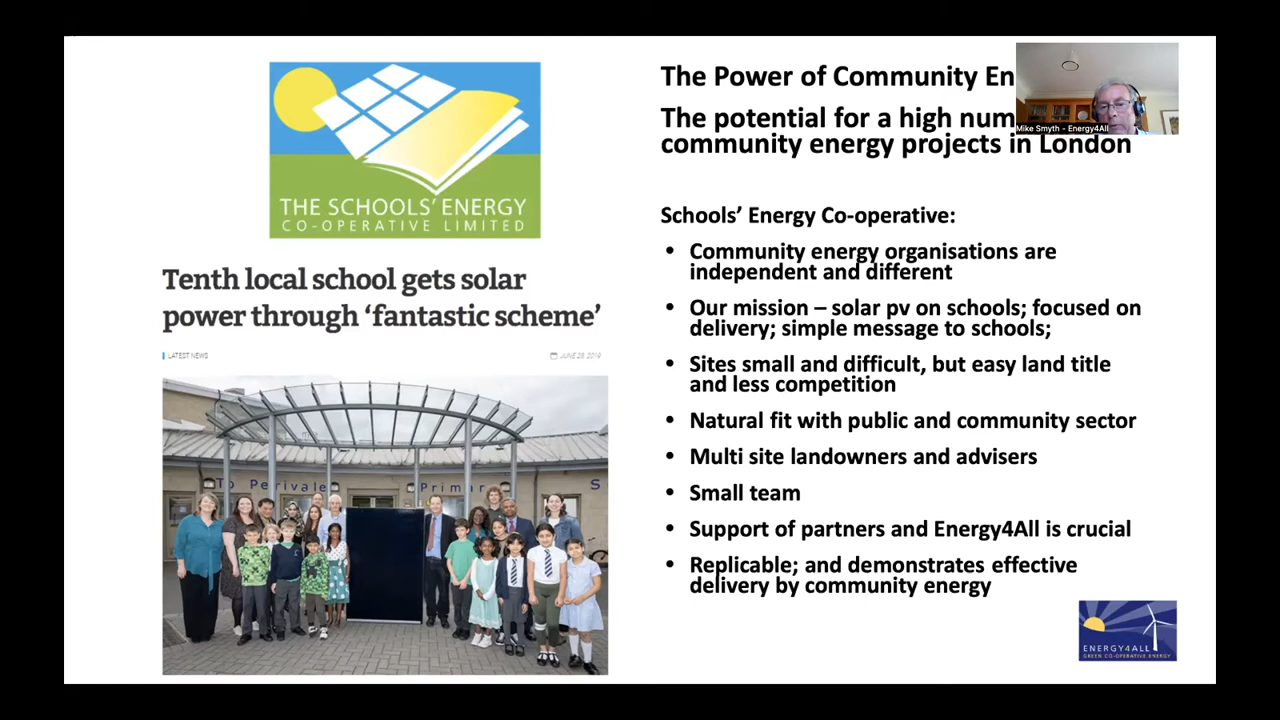 THE SCHOOLS' ENERGY
CO-OPERATIVE LIMITED
Tenth local school gets solar
power through ‘fantastic scheme’
LATEST NEWS
JUNE 28, 2019
To Perivale Primar S
The Power of Community En
The potential for a high num
community energy projects in London
Mike Smyth - Energy4All
Schools’ Energy Co-operative:
• Community energy organisations are
independent and different
• Our mission – solar pv on schools; focused on
delivery; simple message to schools;
• Sites small and difficult, but easy land title
and less competition
• Natural fit with public and community sector
• Multi site landowners and advisers
• Small team
• Support of partners and Energy4All is crucial
• Replicable; and demonstrates effective
delivery by community energy
ENERGY4ALL
GREEN CO-OPERATIVE ENERGY